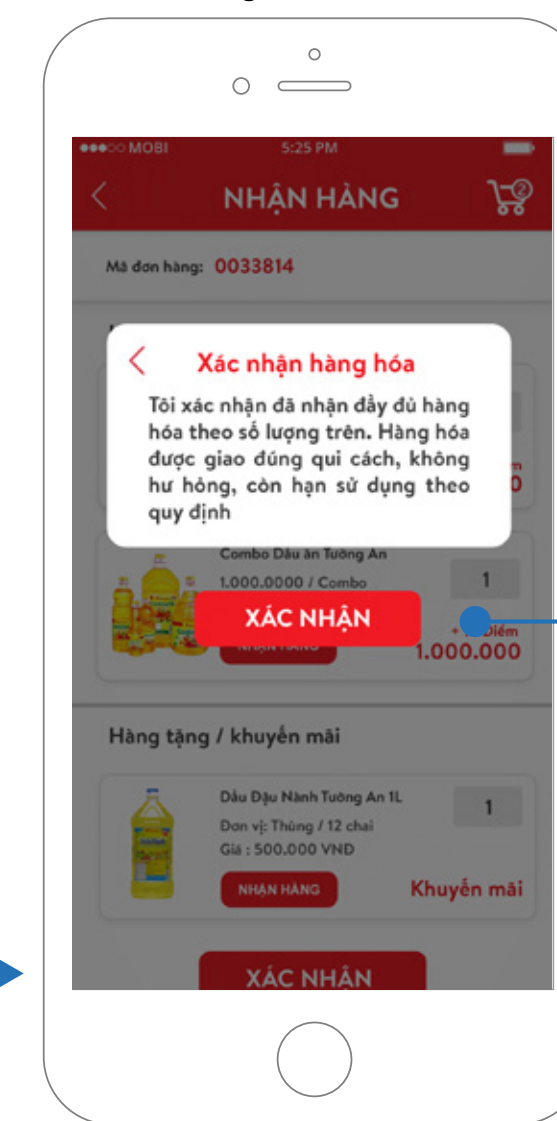 MOBI 5:25 PM
NHẬN HÀNG 2
Mã đơn hàng: 0033814
Xác nhận hàng hóa
Tôi xác nhận đã nhận đầy đủ hàng
hóa theo số lượng trên. Hàng hóa
được giao đúng qui cách, không
hư hỏng, còn hạn sử dụng theo
quy định
0
Combo Dầu ăn Tường An
1.000.0000 / Combo
1
XÁC NHẬN
NHẬN HÀNG
+ Điểm
1.000.000
Hàng tặng / khuyến mãi
Dầu Đậu Nành Tường An 1L
1
Đơn vị: Thùng / 12 chai
Giá : 500.000 VNĐ
NHẬN HÀNG
Khuyến mãi
XÁC NHẬN